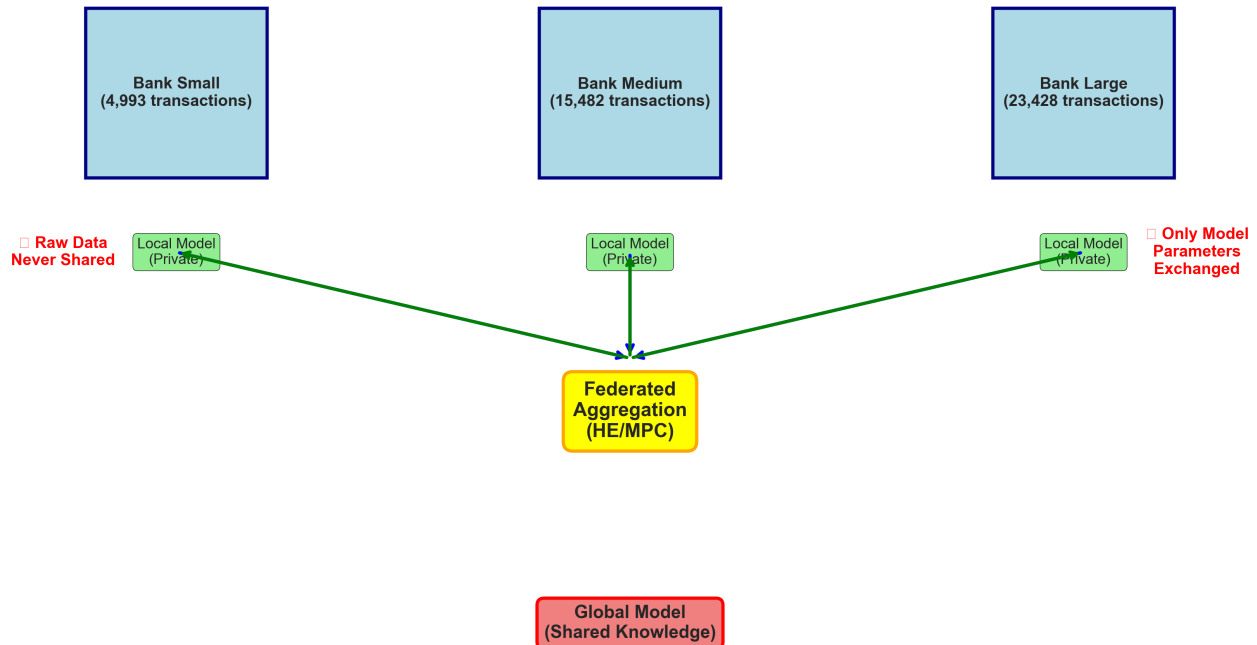 Bank Small
(4,993 transactions)
Bank Medium
(15,482 transactions)
Bank Large
(23,428 transactions)
Raw Data
Never Shared
Local Model
(Private)
Local Model
(Private)
Local Model
(Private)
Only Model
Parameters
Exchanged
Federated
Aggregation
(HE/MPC)
Global Model
(Shared Knowledge)